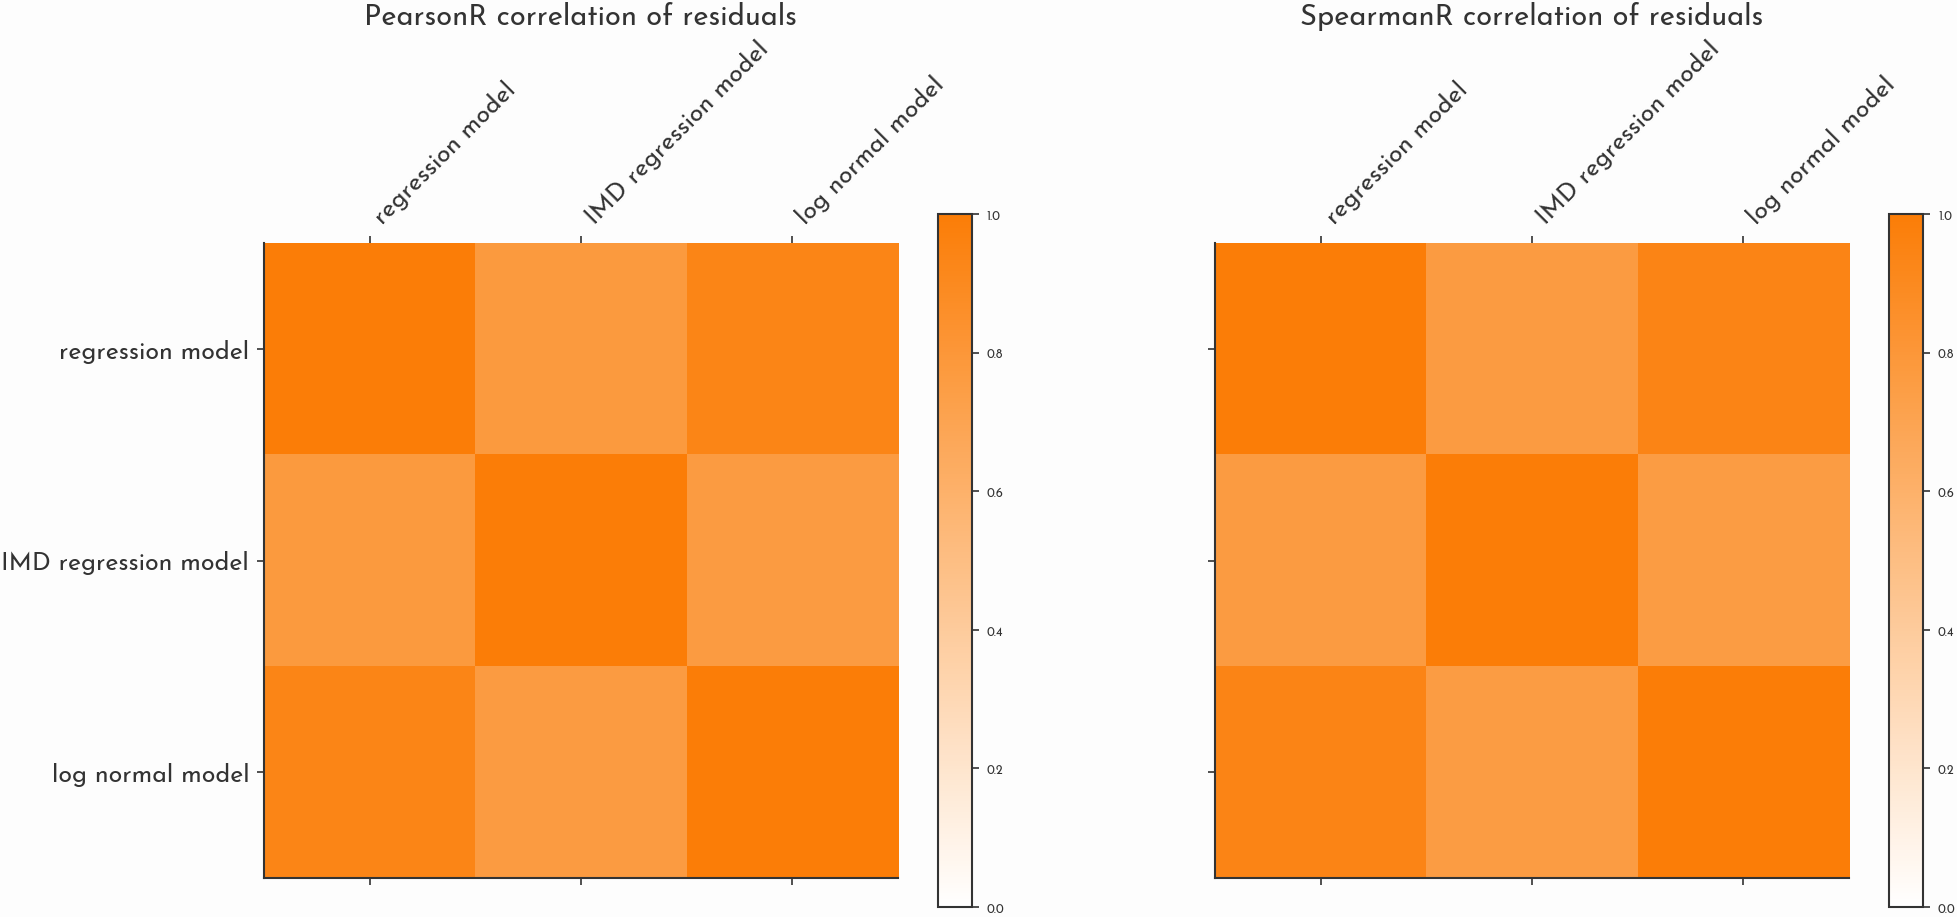 PearsonR correlation of residuals
regression model
IMD regression model
log normal model
regression model
IMD regression model
log normal model
1.0
0.8
0.6
0.4
0.2
0.0
SpearmanR correlation of residuals
regression model
IMD regression model
log normal model
1.0
0.8
0.6
0.4
0.2
0.0